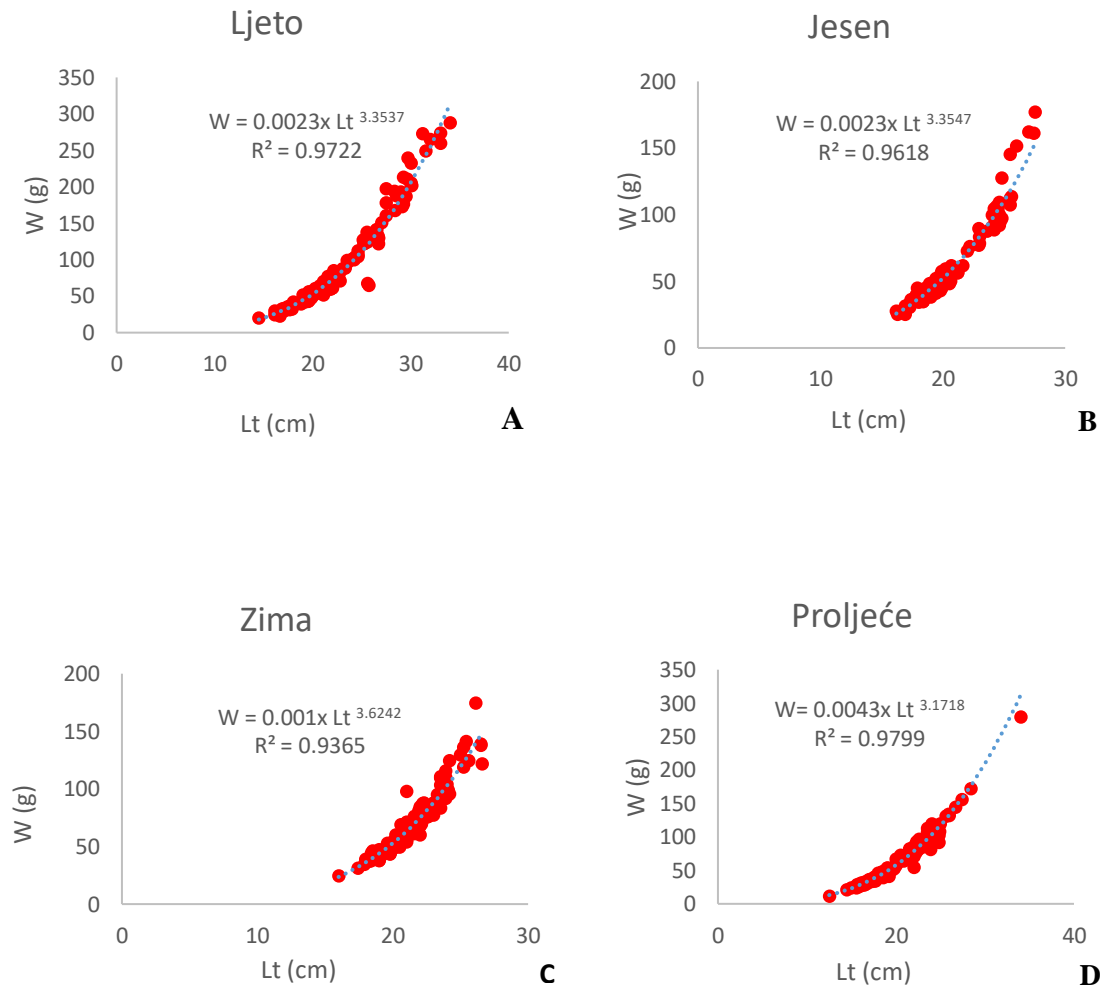 Ljeto
W = 0.0023x Lt 3.3537
R² = 0.9722
W (g)
350
300
250
200
150
100
50
0
0 10 20 30 40
Lt (cm)
A
Jesen
W = 0.0023x Lt 3.3547
R² = 0.9618
W (g)
200
150
100
50
0
0 10 20 30
Lt (cm)
B
Zima
W = 0.001x Lt 3.6242
R² = 0.9365
W (g)
200
150
100
50
0
0 10 20 30
Lt (cm)
C
Proljeće
W= 0.0043x Lt 3.1718
R² = 0.9799
W (g)
350
300
250
200
150
100
50
0
0 20 40
Lt (cm)
D